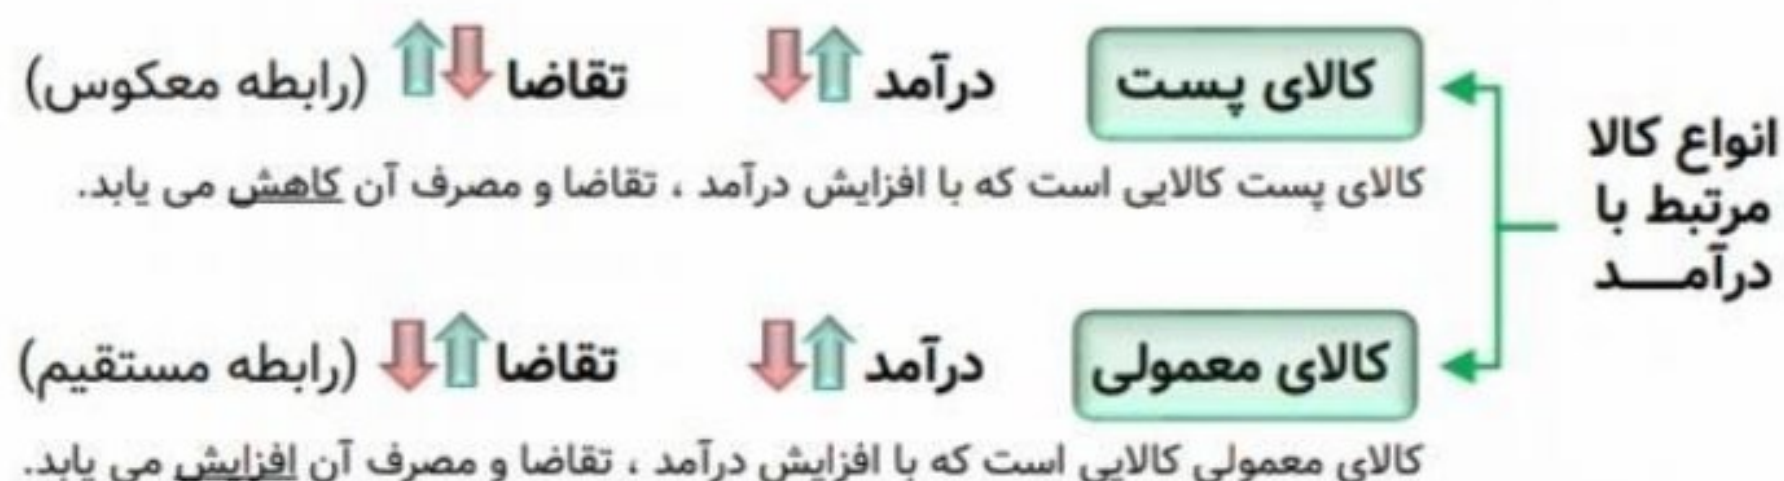 انواع کالا
مرتبط با
درآمــد
کالای پست درآمد تقاضا (رابطه معکوس)
کالای پست کالایی است که با افزایش درآمد ، تقاضا و مصرف آن کاهش می یابد.
کالای معمولی درآمد تقاضا (رابطه مستقیم)
کالای معمولی کالایی است که با افزایش درآمد ، تقاضا و مصرف آن افزایش می یابد.